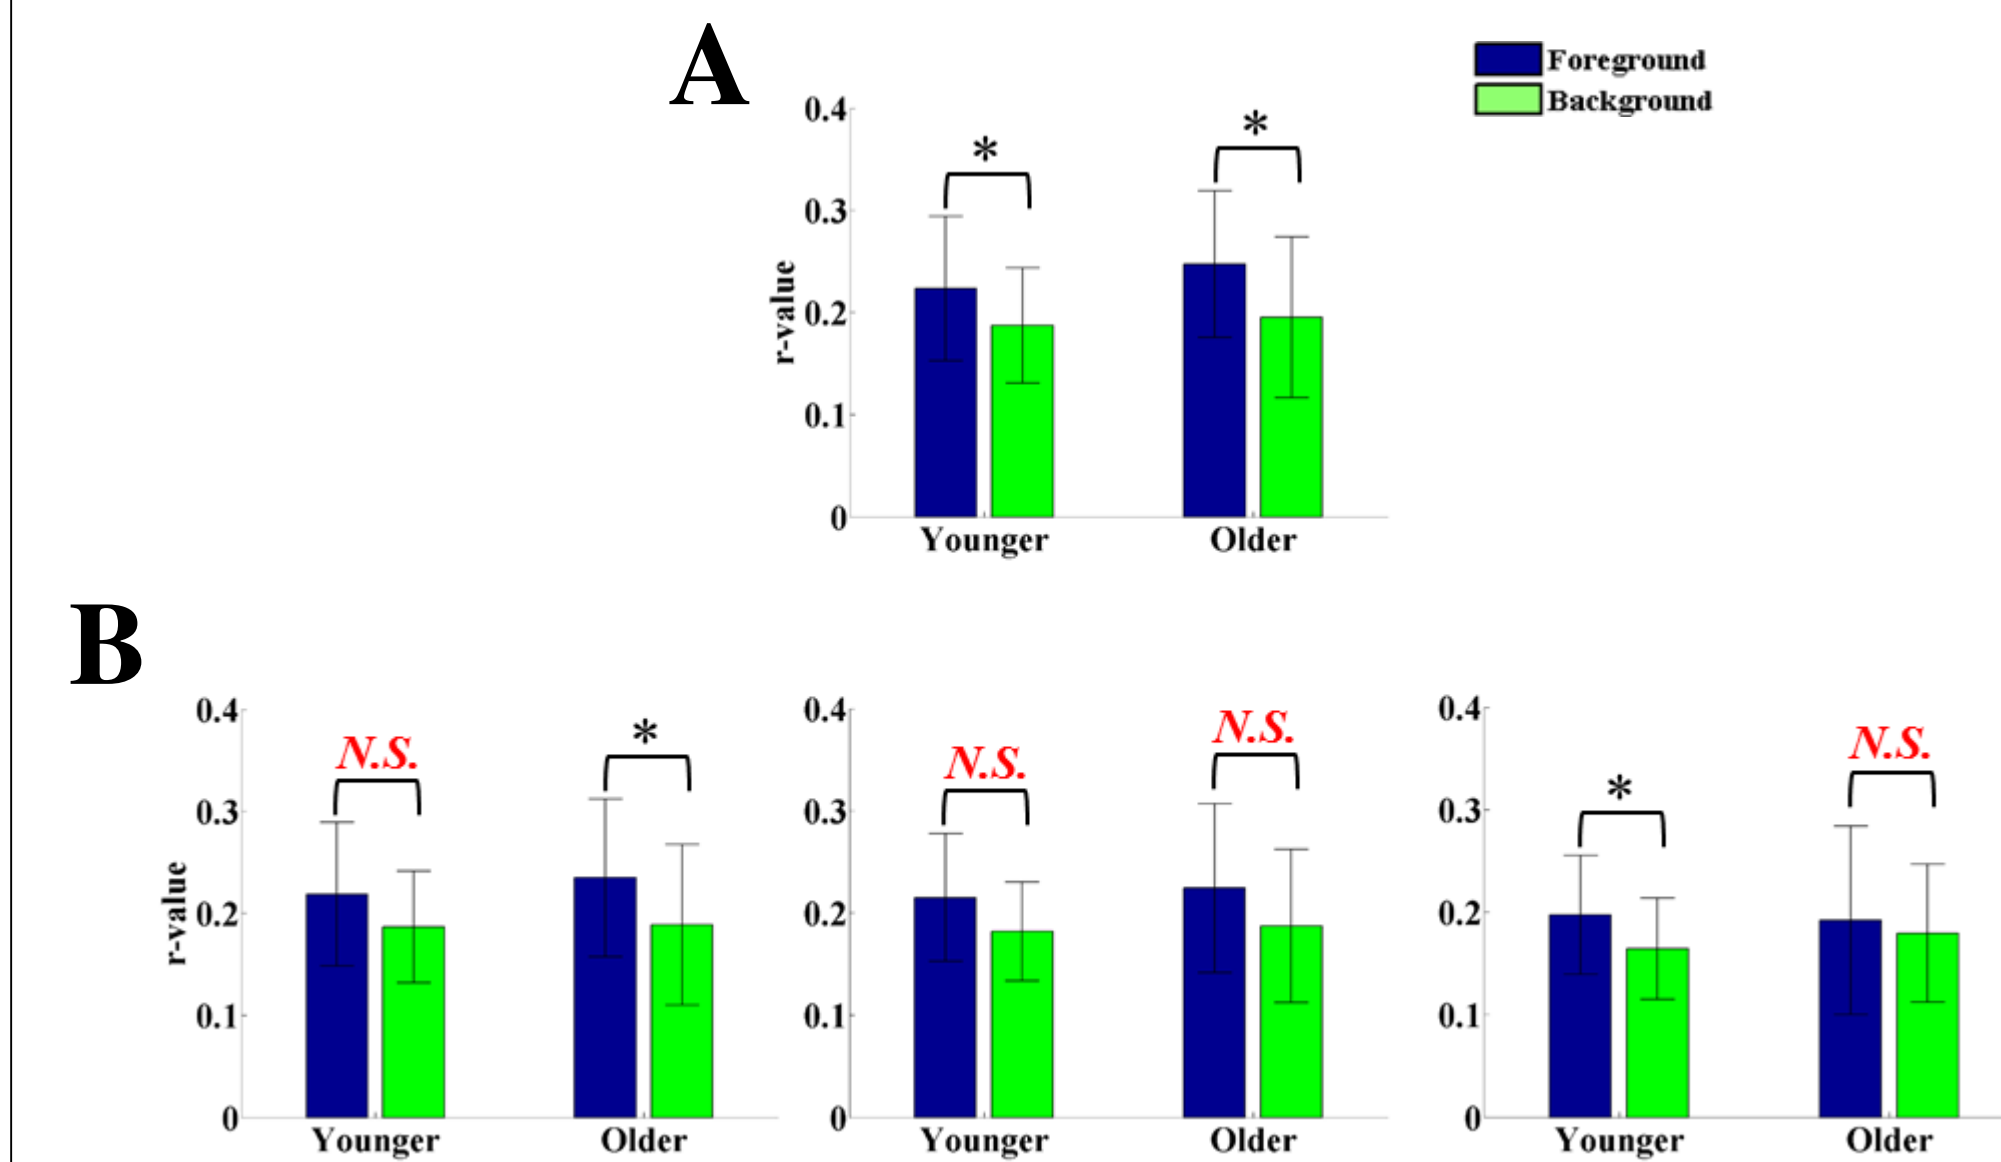 A
Foreground
Background
0.4
0.3
0.2
0.1
0
r-value
*
*
Younger
Older
B
0.4
0.3
0.2
0.1
0
r-value
N.S.
*
Younger
Older
0.4
0.3
0.2
0.1
0
N.S.
N.S.
Younger
Older
0.4
0.3
0.2
0.1
0
*
N.S.
Younger
Older